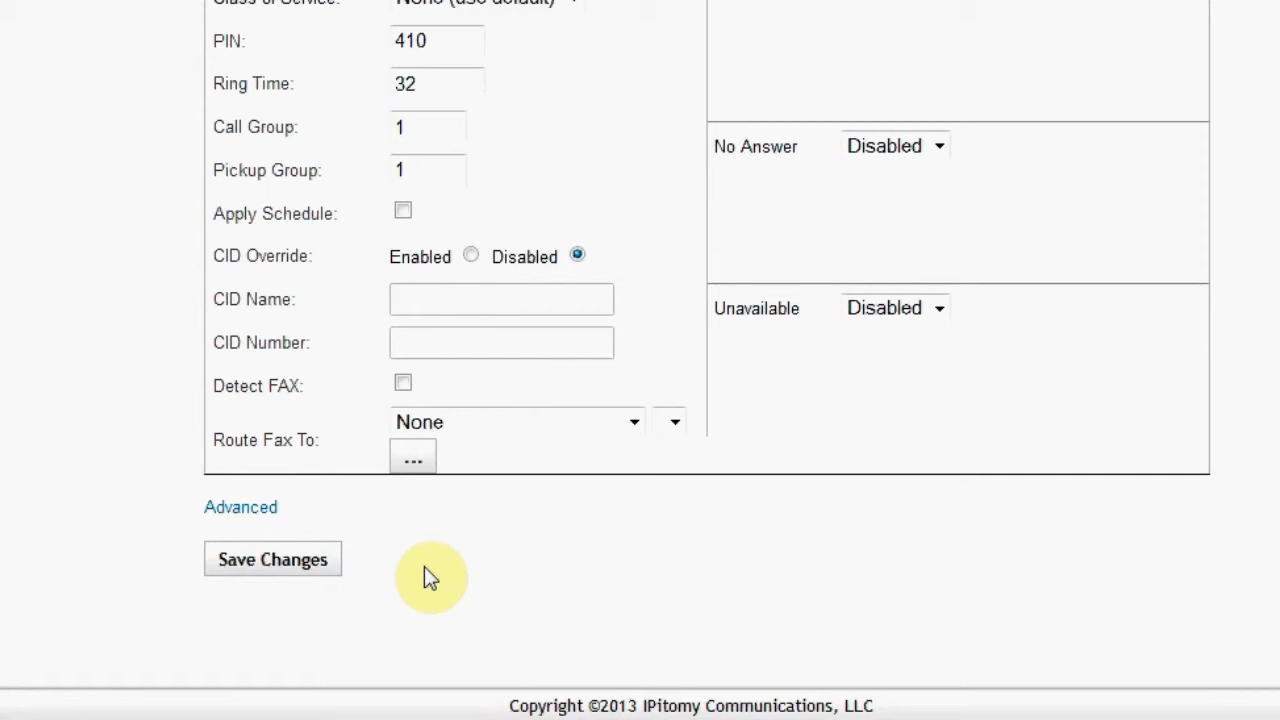 Class of Service: None (use default)
PIN: 410
Ring Time: 32
Call Group: 1
Pickup Group: 1
Apply Schedule:
CID Override: Enabled Disabled
CID Name:
CID Number:
Detect FAX:
Route Fax To: None
...
No Answer Disabled
Unavailable Disabled
Advanced
Save Changes
Copyright ©2013 IPitomy Communications, LLC